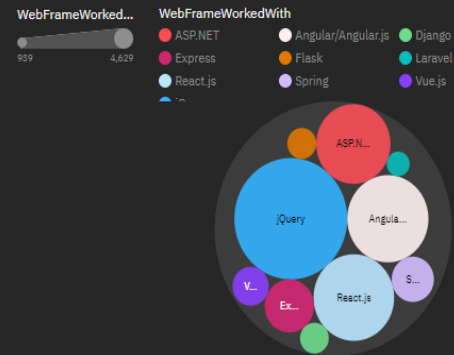 WebFrameWorked...
WebFrameWorkedWith
939
4,629
ASP.NET
Angular/Angular.js
Django
Express
Flask
Laravel
React.js
Spring
Vue.js
ASP.N...
jQuery
Angula...
V...
Ex...
React.js
S...